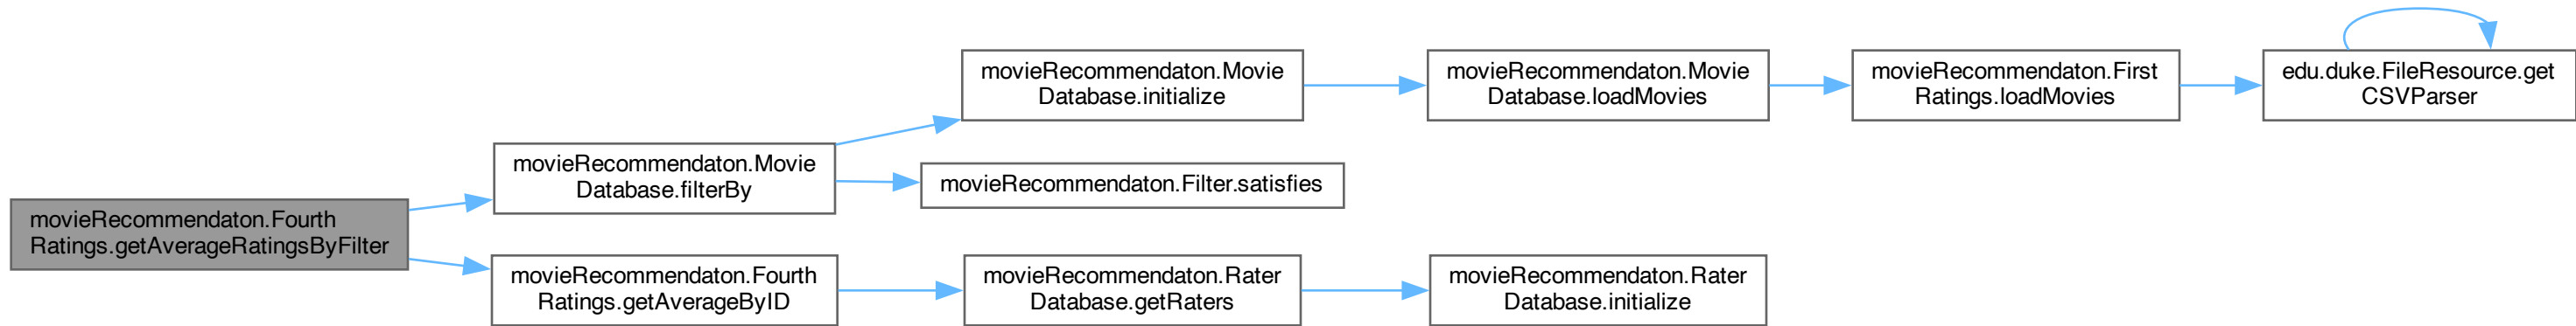 movieRecommendaton.Fourth
Ratings.getAverageRatingsByFilter
movieRecommendaton.Movie
Database.filterBy
movieRecommendaton.Movie
Database.initialize
movieRecommendaton.Movie
Database.loadMovies
movieRecommendaton.First
Ratings.loadMovies
edu.duke.FileResource.get
CSVParser
movieRecommendaton.Filter.satisfies
movieRecommendaton.Fourth
Ratings.getAverageByID
movieRecommendaton.Rater
Database.getRaters
movieRecommendaton.Rater
Database.initialize